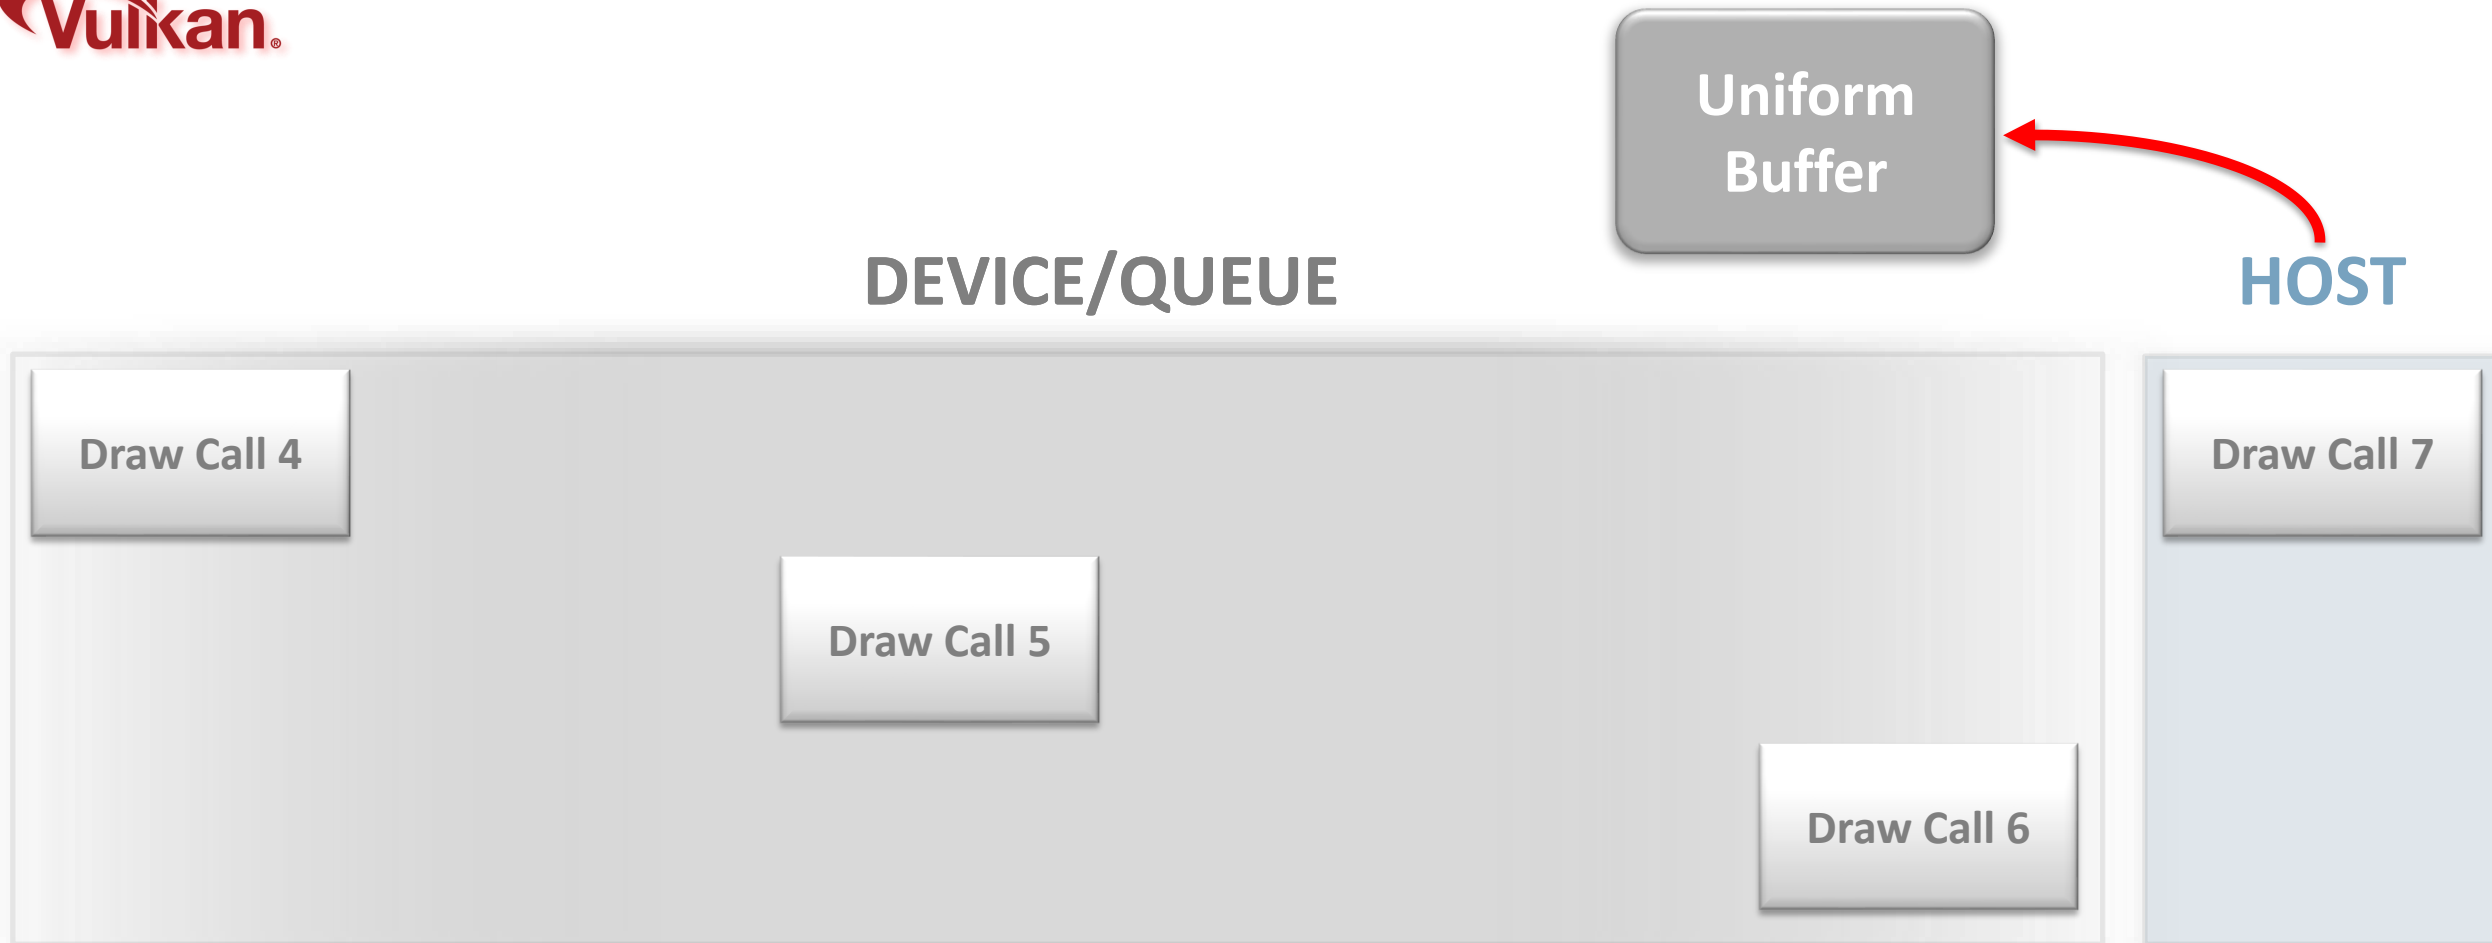 Vulkan®
Uniform
Buffer
DEVICE/QUEUE
HOST
Draw Call 4
Draw Call 7
Draw Call 5
Draw Call 6